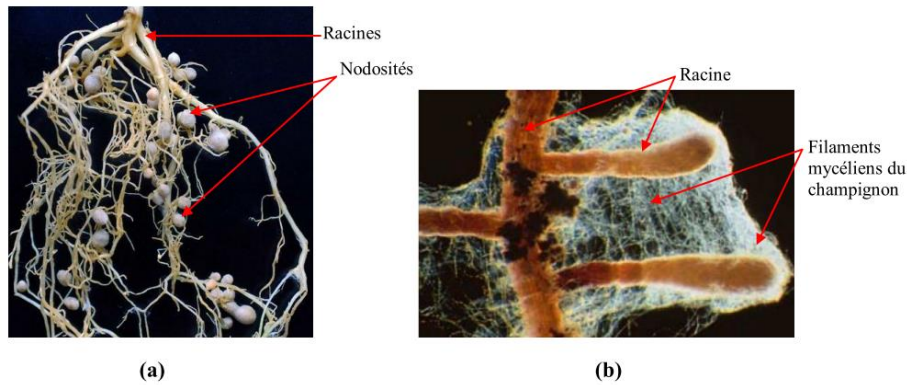 Racines
Nodosités
Racine
Filaments
mycéliens du
champignon
(a)
(b)